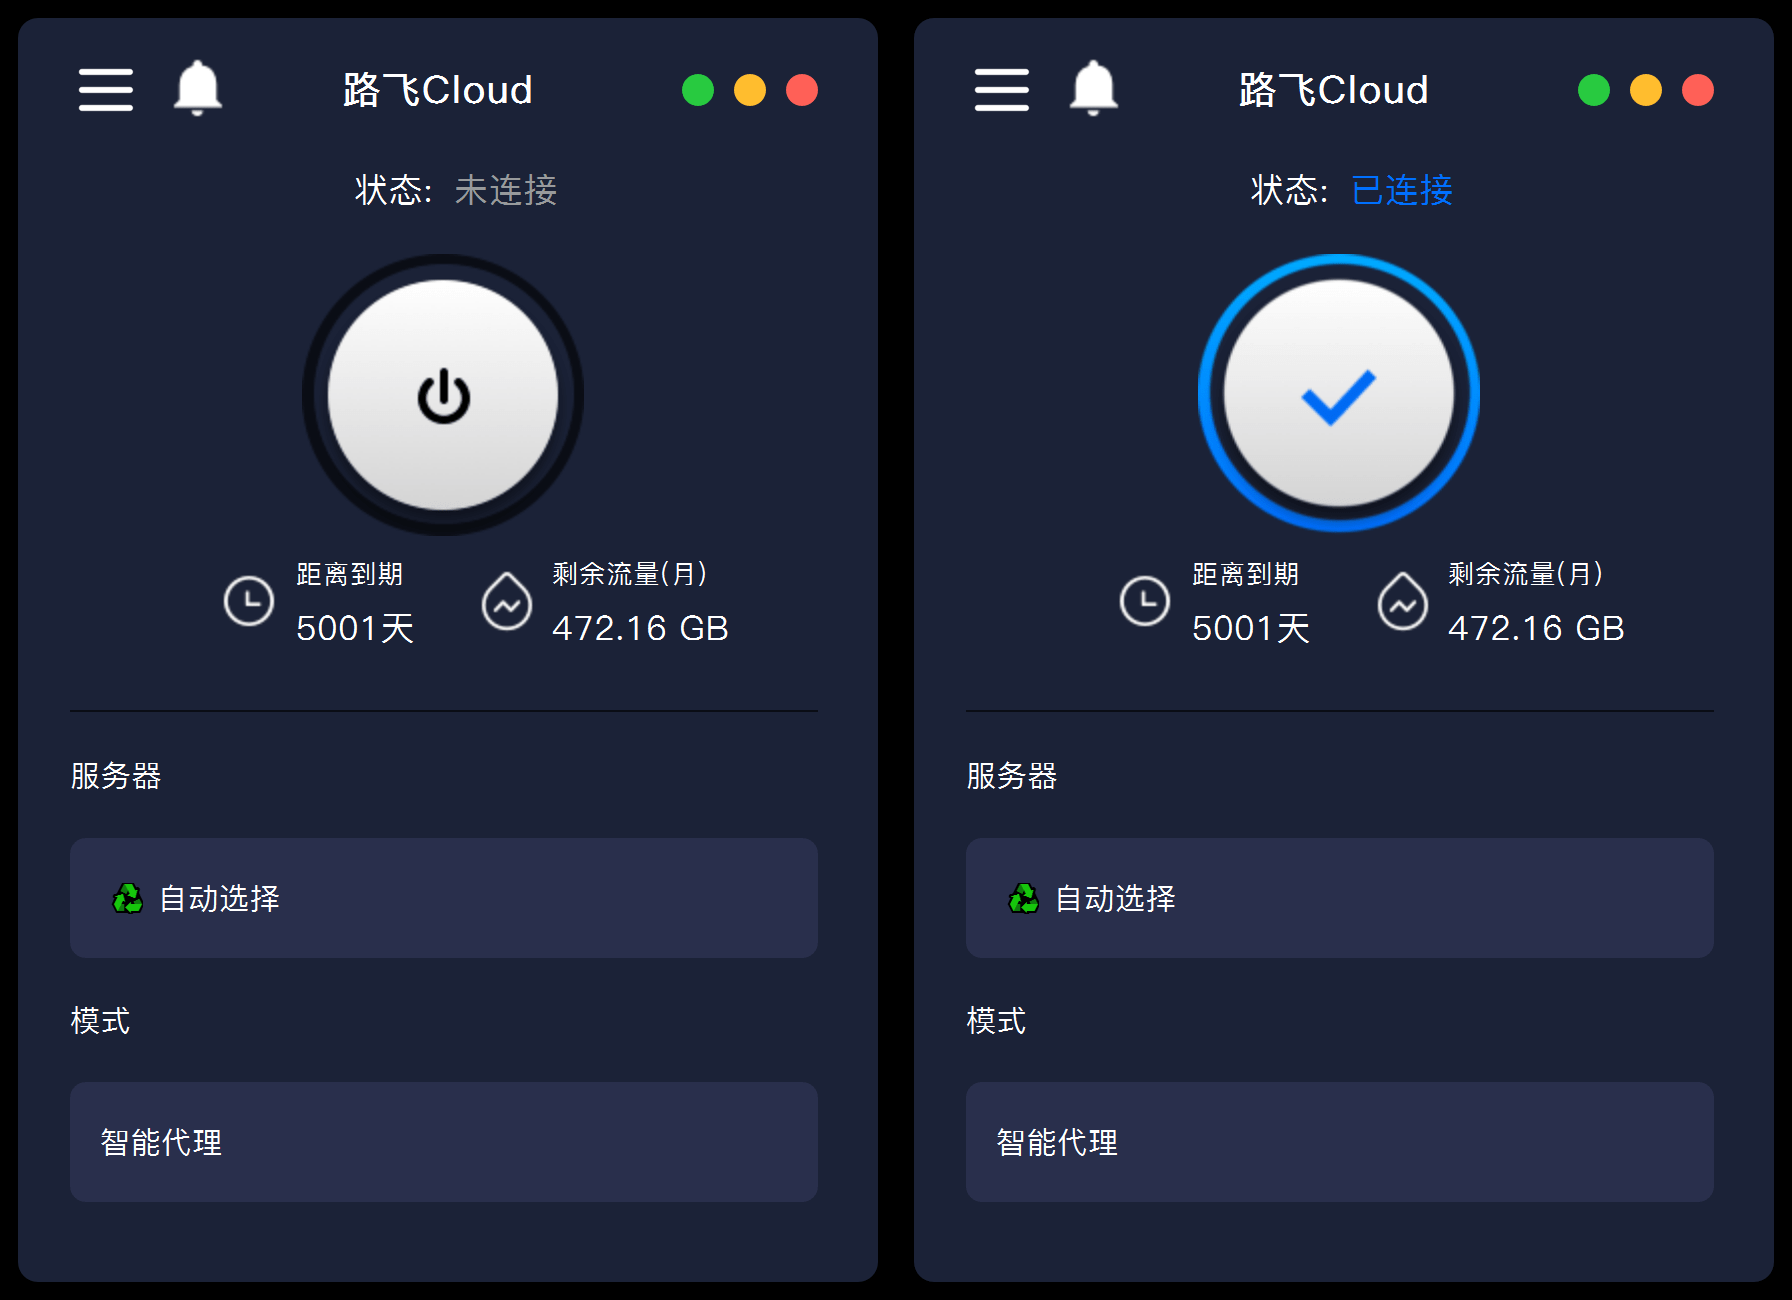 路飞Cloud
状态: 未连接
距离到期
5001天
剩余流量(月)
472.16 GB
服务器
自动选择
模式
智能代理
路飞Cloud
状态: 已连接
距离到期
5001天
剩余流量(月)
472.16 GB
服务器
自动选择
模式
智能代理